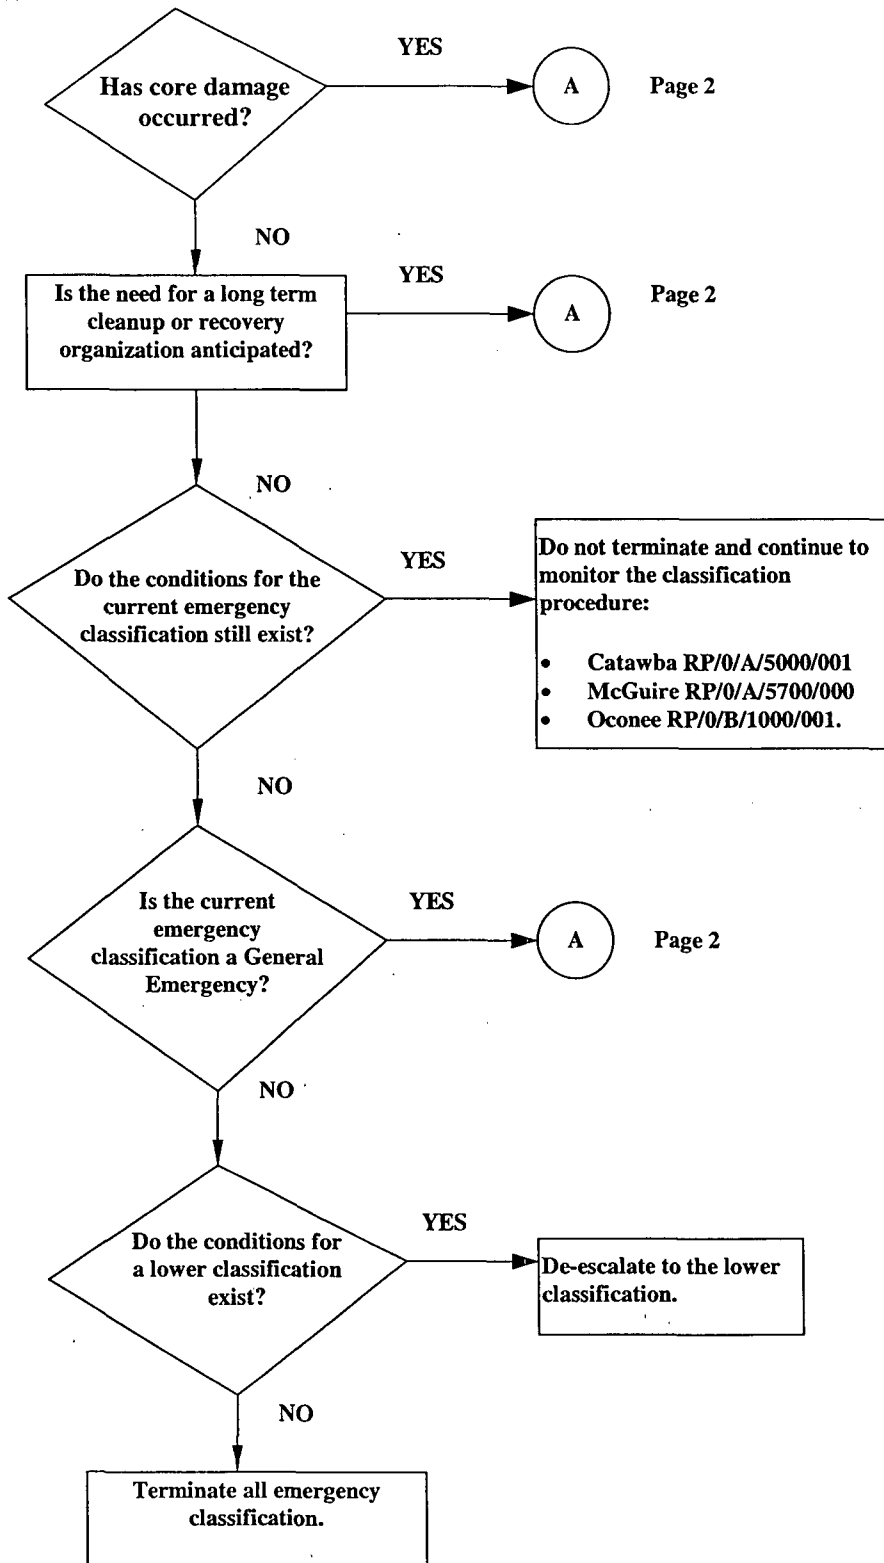 YES
Has core damage
occurred?
A
Page 2
NO
Is the need for a long term
cleanup or recovery
organization anticipated?
YES
A
Page 2
NO
Do the conditions for the
current emergency
classification still exist?
YES
Do not terminate and continue to
monitor the classification
procedure:
• Catawba RP/0/A/5000/001
• McGuire RP/0/A/5700/000
• Oconee RP/0/B/1000/001.
NO
Is the current
emergency
classification a General
Emergency?
YES
A
Page 2
NO
Do the conditions for
a lower classification
exist?
YES
De-escalate to the lower
classification.
NO
Terminate all emergency
classification.